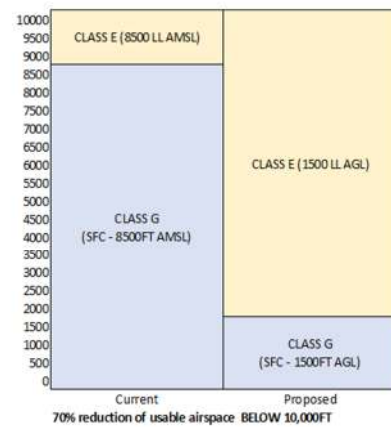 10000
9500
9000
8500
8000
7500
7000
6500
6000
5500
5000
4500
4000
3500
3000
2500
2000
1500
1000
500
0
CLASS E (8500 LL AMSL)
CLASS G
(SFC - 8500FT AMSL)
CLASS E (1500 LL AGL)
CLASS G
(SFC - 1500FT AGL)
Current
Proposed
70% reduction of usable airspace BELOW 10,000FT